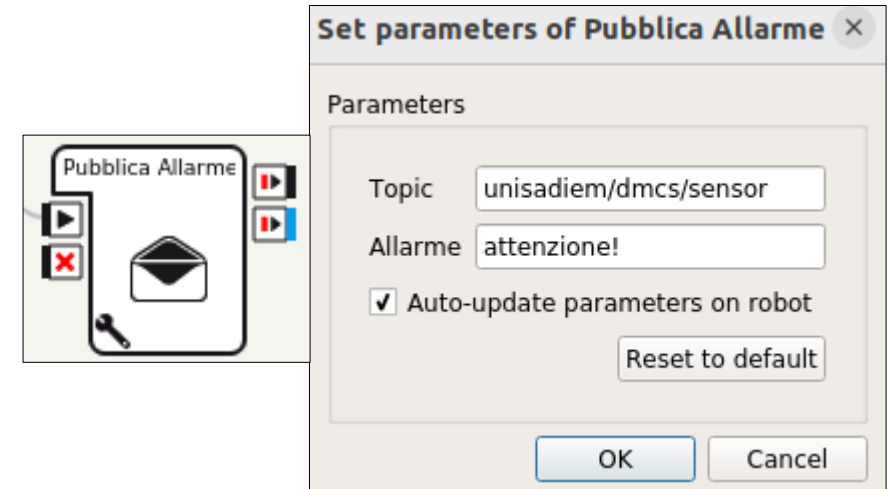 Pubblica Allarme
Set parameters of Pubblica Allarme
Parameters
Topic unisadiem/dmcs/sensor
Allarme attenzione!
Auto-update parameters on robot
Reset to default
OK Cancel